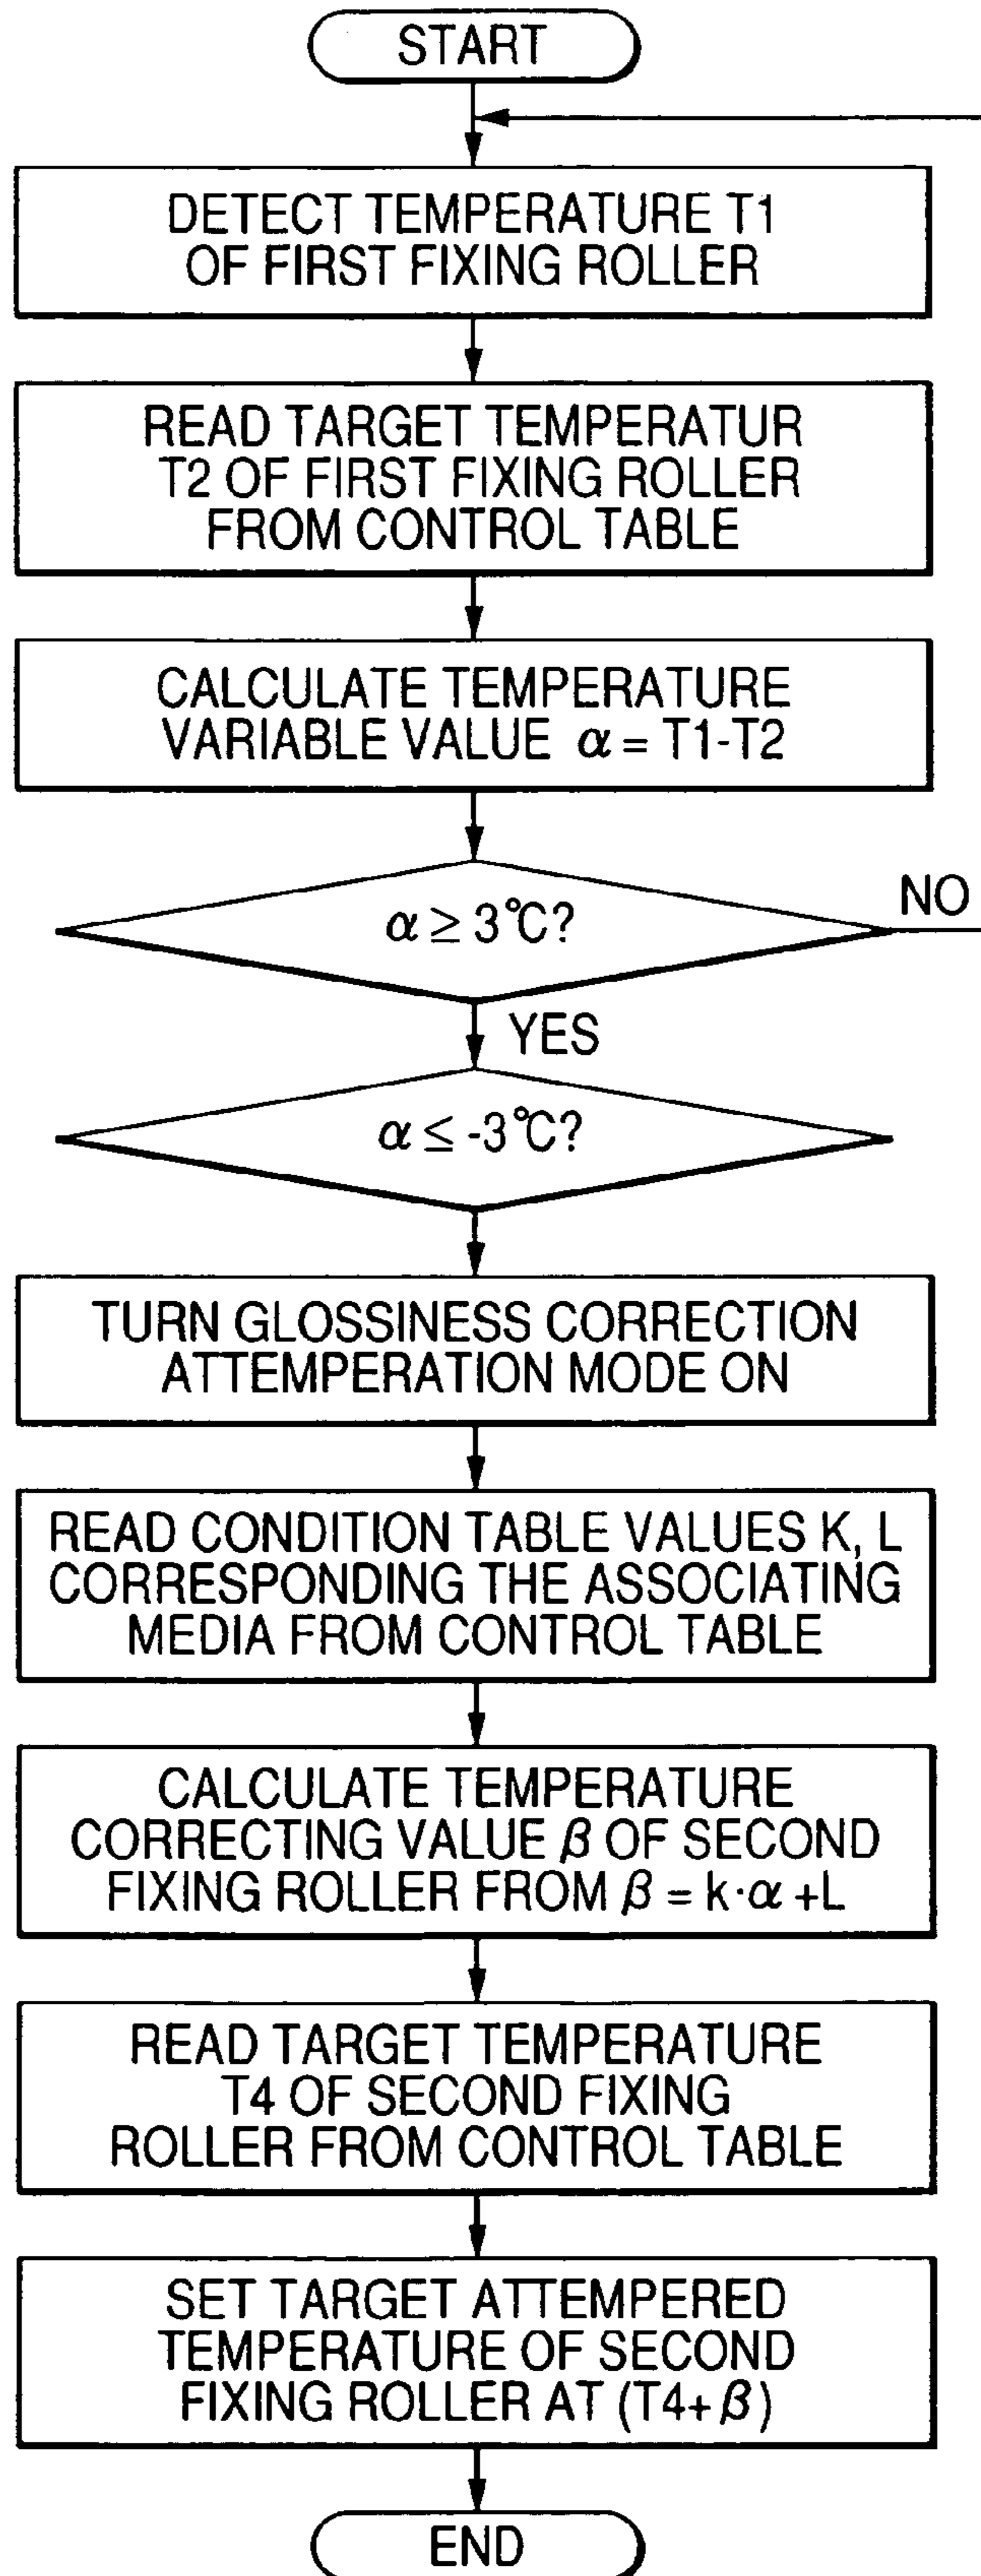 START
DETECT TEMPERATURE T1
OF FIRST FIXING ROLLER
READ TARGET TEMPERATUR
T2 OF FIRST FIXING ROLLER
FROM CONTROL TABLE
CALCULATE TEMPERATURE
VARIABLE VALUE α = T1-T2
α ≥ 3℃?
NO
YES
α ≤ -3℃?
TURN GLOSSINESS CORRECTION
ATTEMPERATION MODE ON
READ CONDITION TABLE VALUES K, L
CORRESPONDING THE ASSOCIATING
MEDIA FROM CONTROL TABLE
CALCULATE TEMPERATURE
CORRECTING VALUE β OF SECOND
FIXING ROLLER FROM β = k·α +L
READ TARGET TEMPERATURE
T4 OF SECOND FIXING
ROLLER FROM CONTROL TABLE
SET TARGET ATTEMPERED
TEMPERATURE OF SECOND
FIXING ROLLER AT (T4+β)
END